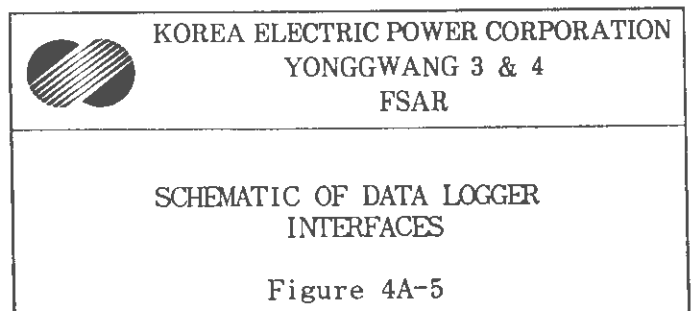 KOREA ELECTRIC POWER CORPORATION
YONGGWANG 3 & 4
FSAR
SCHEMATIC OF DATA LOGGER
INTERFACES
Figure 4A-5